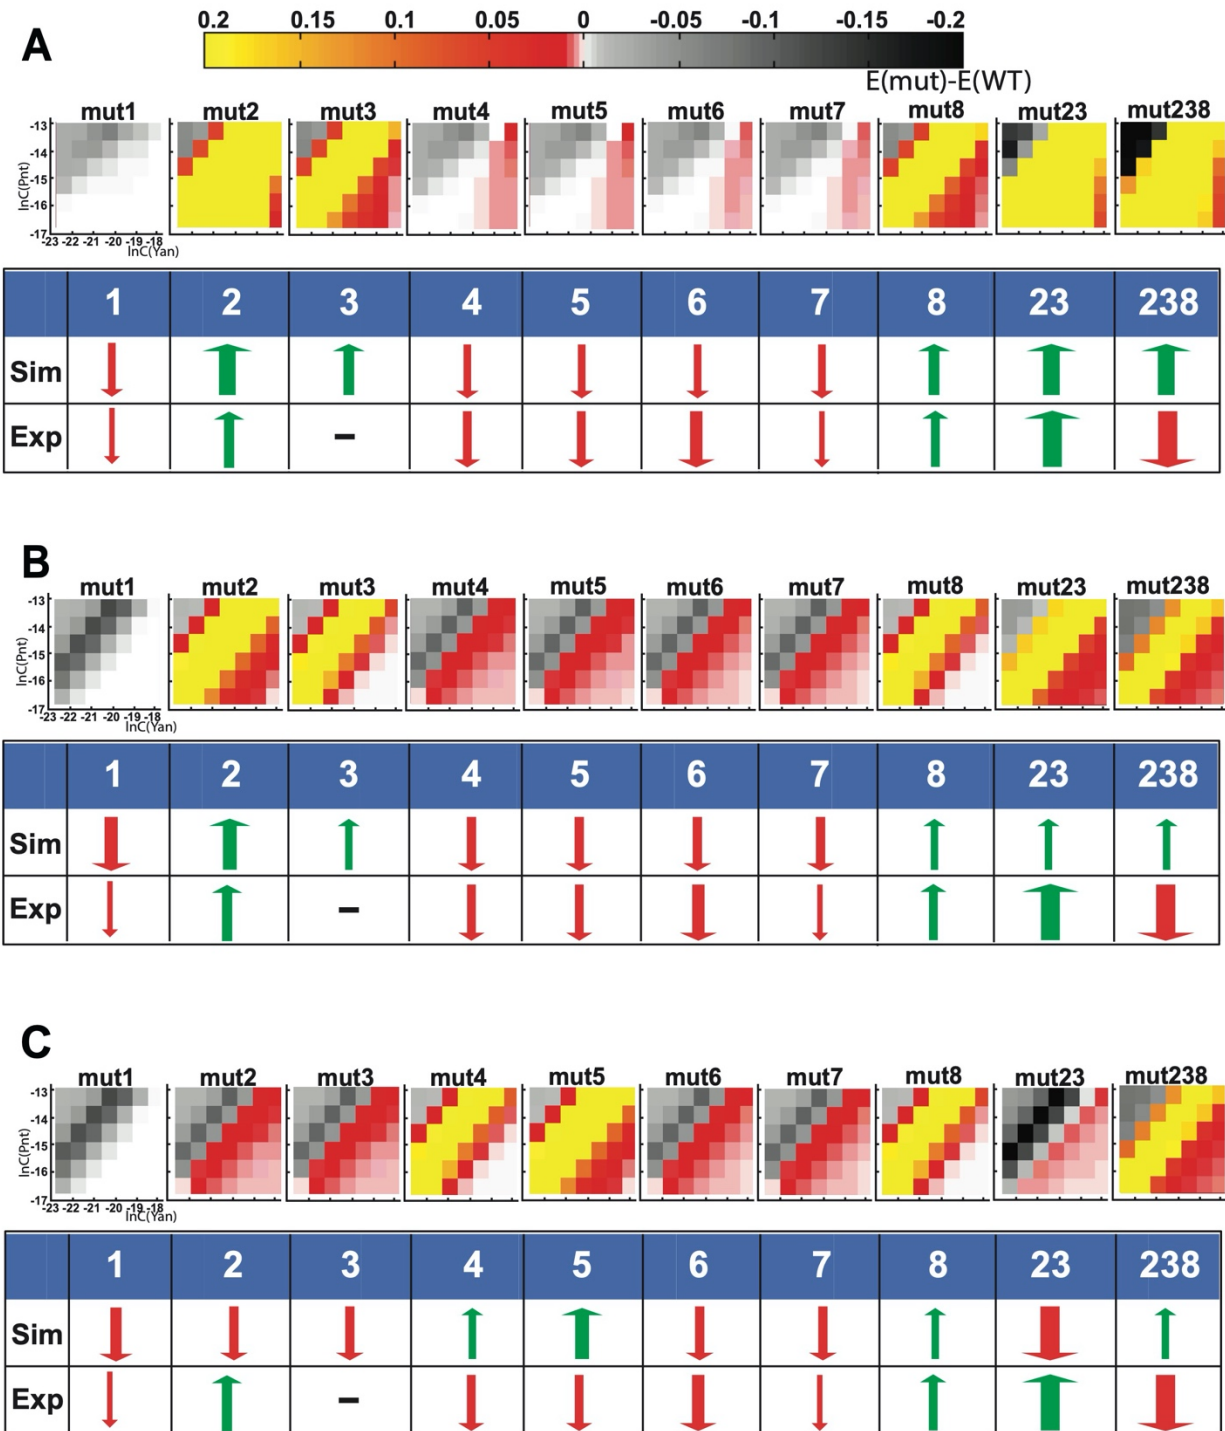 A
0.2 0.15 0.1 0.05 0 -0.05 -0.1 -0.15 -0.2
E(mut)-E(WT)
mut1 mut2 mut3 mut4 mut5 mut6 mut7 mut8 mut23 mut238
lnC(Pnt)
-13
-14
-15
-16
-17
-23 -22 -21 -20 -19 -18
lnC(Yan)
1 2 3 4 5 6 7 8 23 238
Sim
Exp –
B
mut1 mut2 mut3 mut4 mut5 mut6 mut7 mut8 mut23 mut238
lnC(Pnt)
-13
-14
-15
-16
-17
-23 -22 -21 -20 -19 -18
lnC(Yan)
1 2 3 4 5 6 7 8 23 238
Sim
Exp –
C
mut1 mut2 mut3 mut4 mut5 mut6 mut7 mut8 mut23 mut238
lnC(Pnt)
-13
-14
-15
-16
-17
-23 -22 -21 -20 -19 -18
lnC(Yan)
1 2 3 4 5 6 7 8 23 238
Sim
Exp –